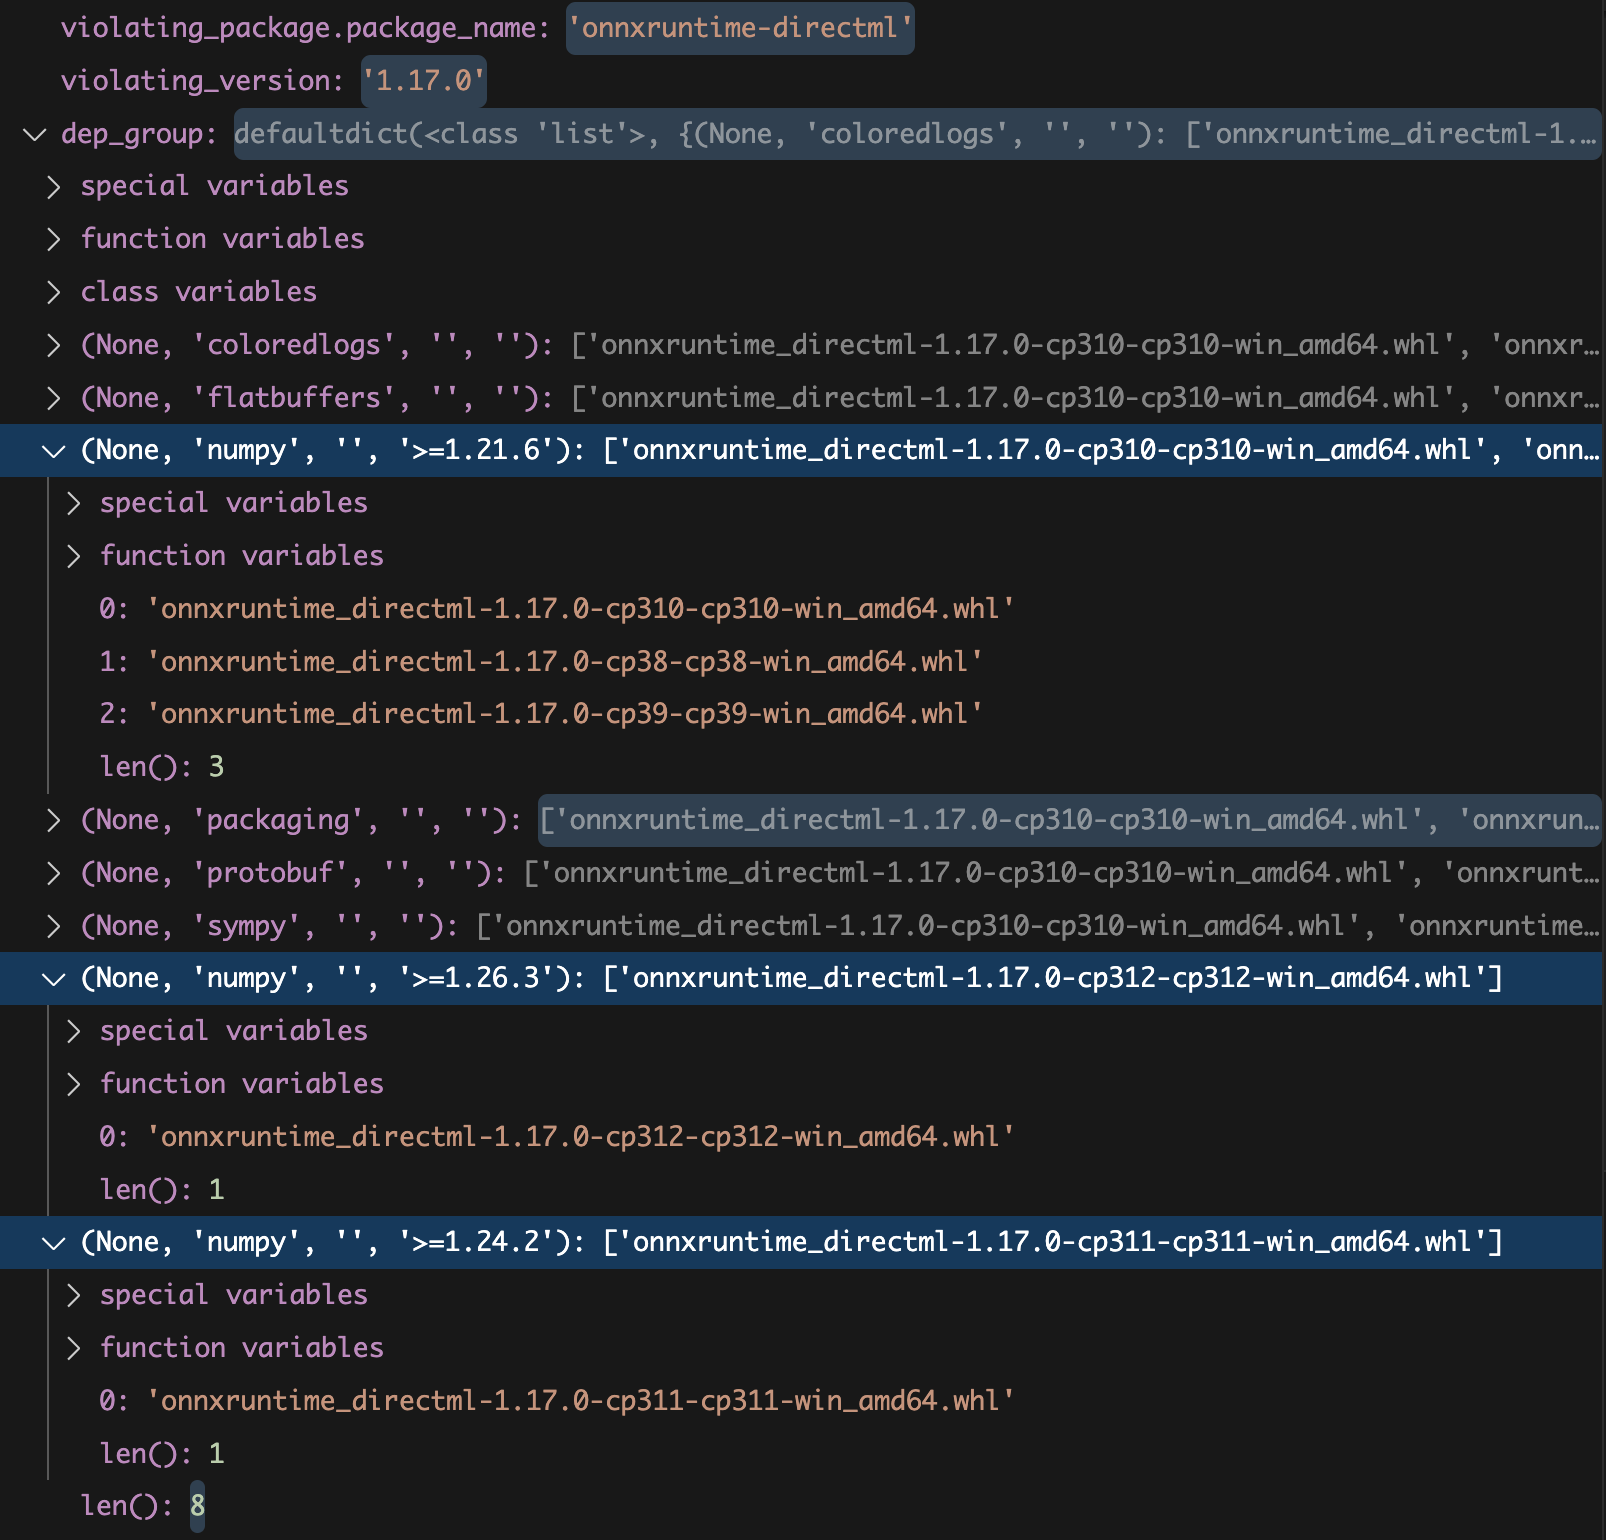 violating_package.package_name: 'onnxruntime-directml'
violating_version: '1.17.0'
dep_group: defaultdict(<class 'list'>, {(None, 'coloredlogs', '', ''): ['onnxruntime_directml-1.…
special variables
function variables
class variables
(None, 'coloredlogs', '', ''): ['onnxruntime_directml-1.17.0-cp310-cp310-win_amd64.whl', 'onnxr…
(None, 'flatbuffers', '', ''): ['onnxruntime_directml-1.17.0-cp310-cp310-win_amd64.whl', 'onnxr…
(None, 'numpy', '', '>=1.21.6'): ['onnxruntime_directml-1.17.0-cp310-cp310-win_amd64.whl', 'onn…
special variables
function variables
0: 'onnxruntime_directml-1.17.0-cp310-cp310-win_amd64.whl'
1: 'onnxruntime_directml-1.17.0-cp38-cp38-win_amd64.whl'
2: 'onnxruntime_directml-1.17.0-cp39-cp39-win_amd64.whl'
len(): 3
(None, 'packaging', '', ''): ['onnxruntime_directml-1.17.0-cp310-cp310-win_amd64.whl', 'onnxrun…
(None, 'protobuf', '', ''): ['onnxruntime_directml-1.17.0-cp310-cp310-win_amd64.whl', 'onnxrunt…
(None, 'sympy', '', ''): ['onnxruntime_directml-1.17.0-cp310-cp310-win_amd64.whl', 'onnxruntime…
(None, 'numpy', '', '>=1.26.3'): ['onnxruntime_directml-1.17.0-cp312-cp312-win_amd64.whl']
special variables
function variables
0: 'onnxruntime_directml-1.17.0-cp312-cp312-win_amd64.whl'
len(): 1
(None, 'numpy', '', '>=1.24.2'): ['onnxruntime_directml-1.17.0-cp311-cp311-win_amd64.whl']
special variables
function variables
0: 'onnxruntime_directml-1.17.0-cp311-cp311-win_amd64.whl'
len(): 1
len(): 8